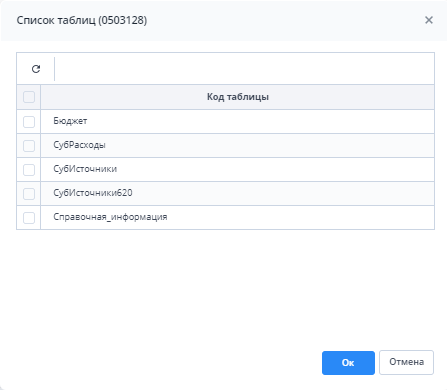 Список таблиц (0503128)
Код таблицы
Бюджет
СубРасходы
СубИсточники
СубИсточники620
Справочная_информация
Ок
Отмена